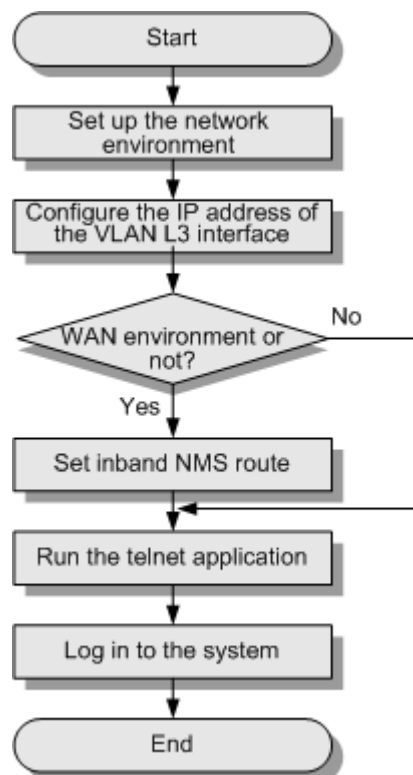 Start
Set up the network
environment
Configure the IP address of
the VLAN L3 interface
WAN environment or
not?
No
Yes
Set inband NMS route
Run the telnet application
Log in to the system
End